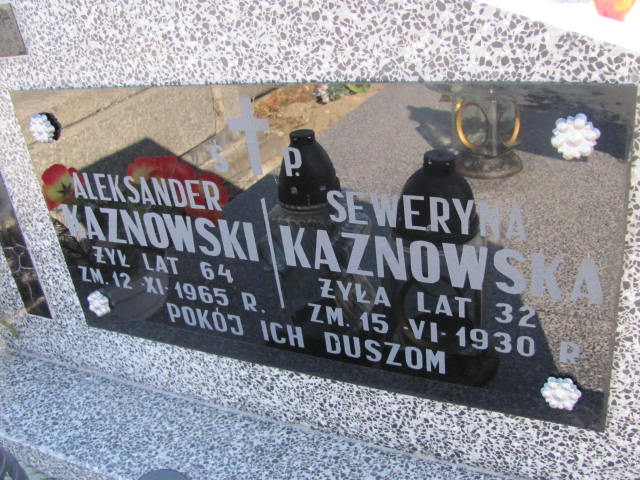 Ś P.
ALEKSANDER
KAZNOWSKI
ŻYŁ LAT 64
ZM. 12-XI-1965 R.
SEWERYNA
KAZNOWSKA
ŻYŁA LAT 32
ZM. 15-VI-1930 R
POKÓJ ICH DUSZOM